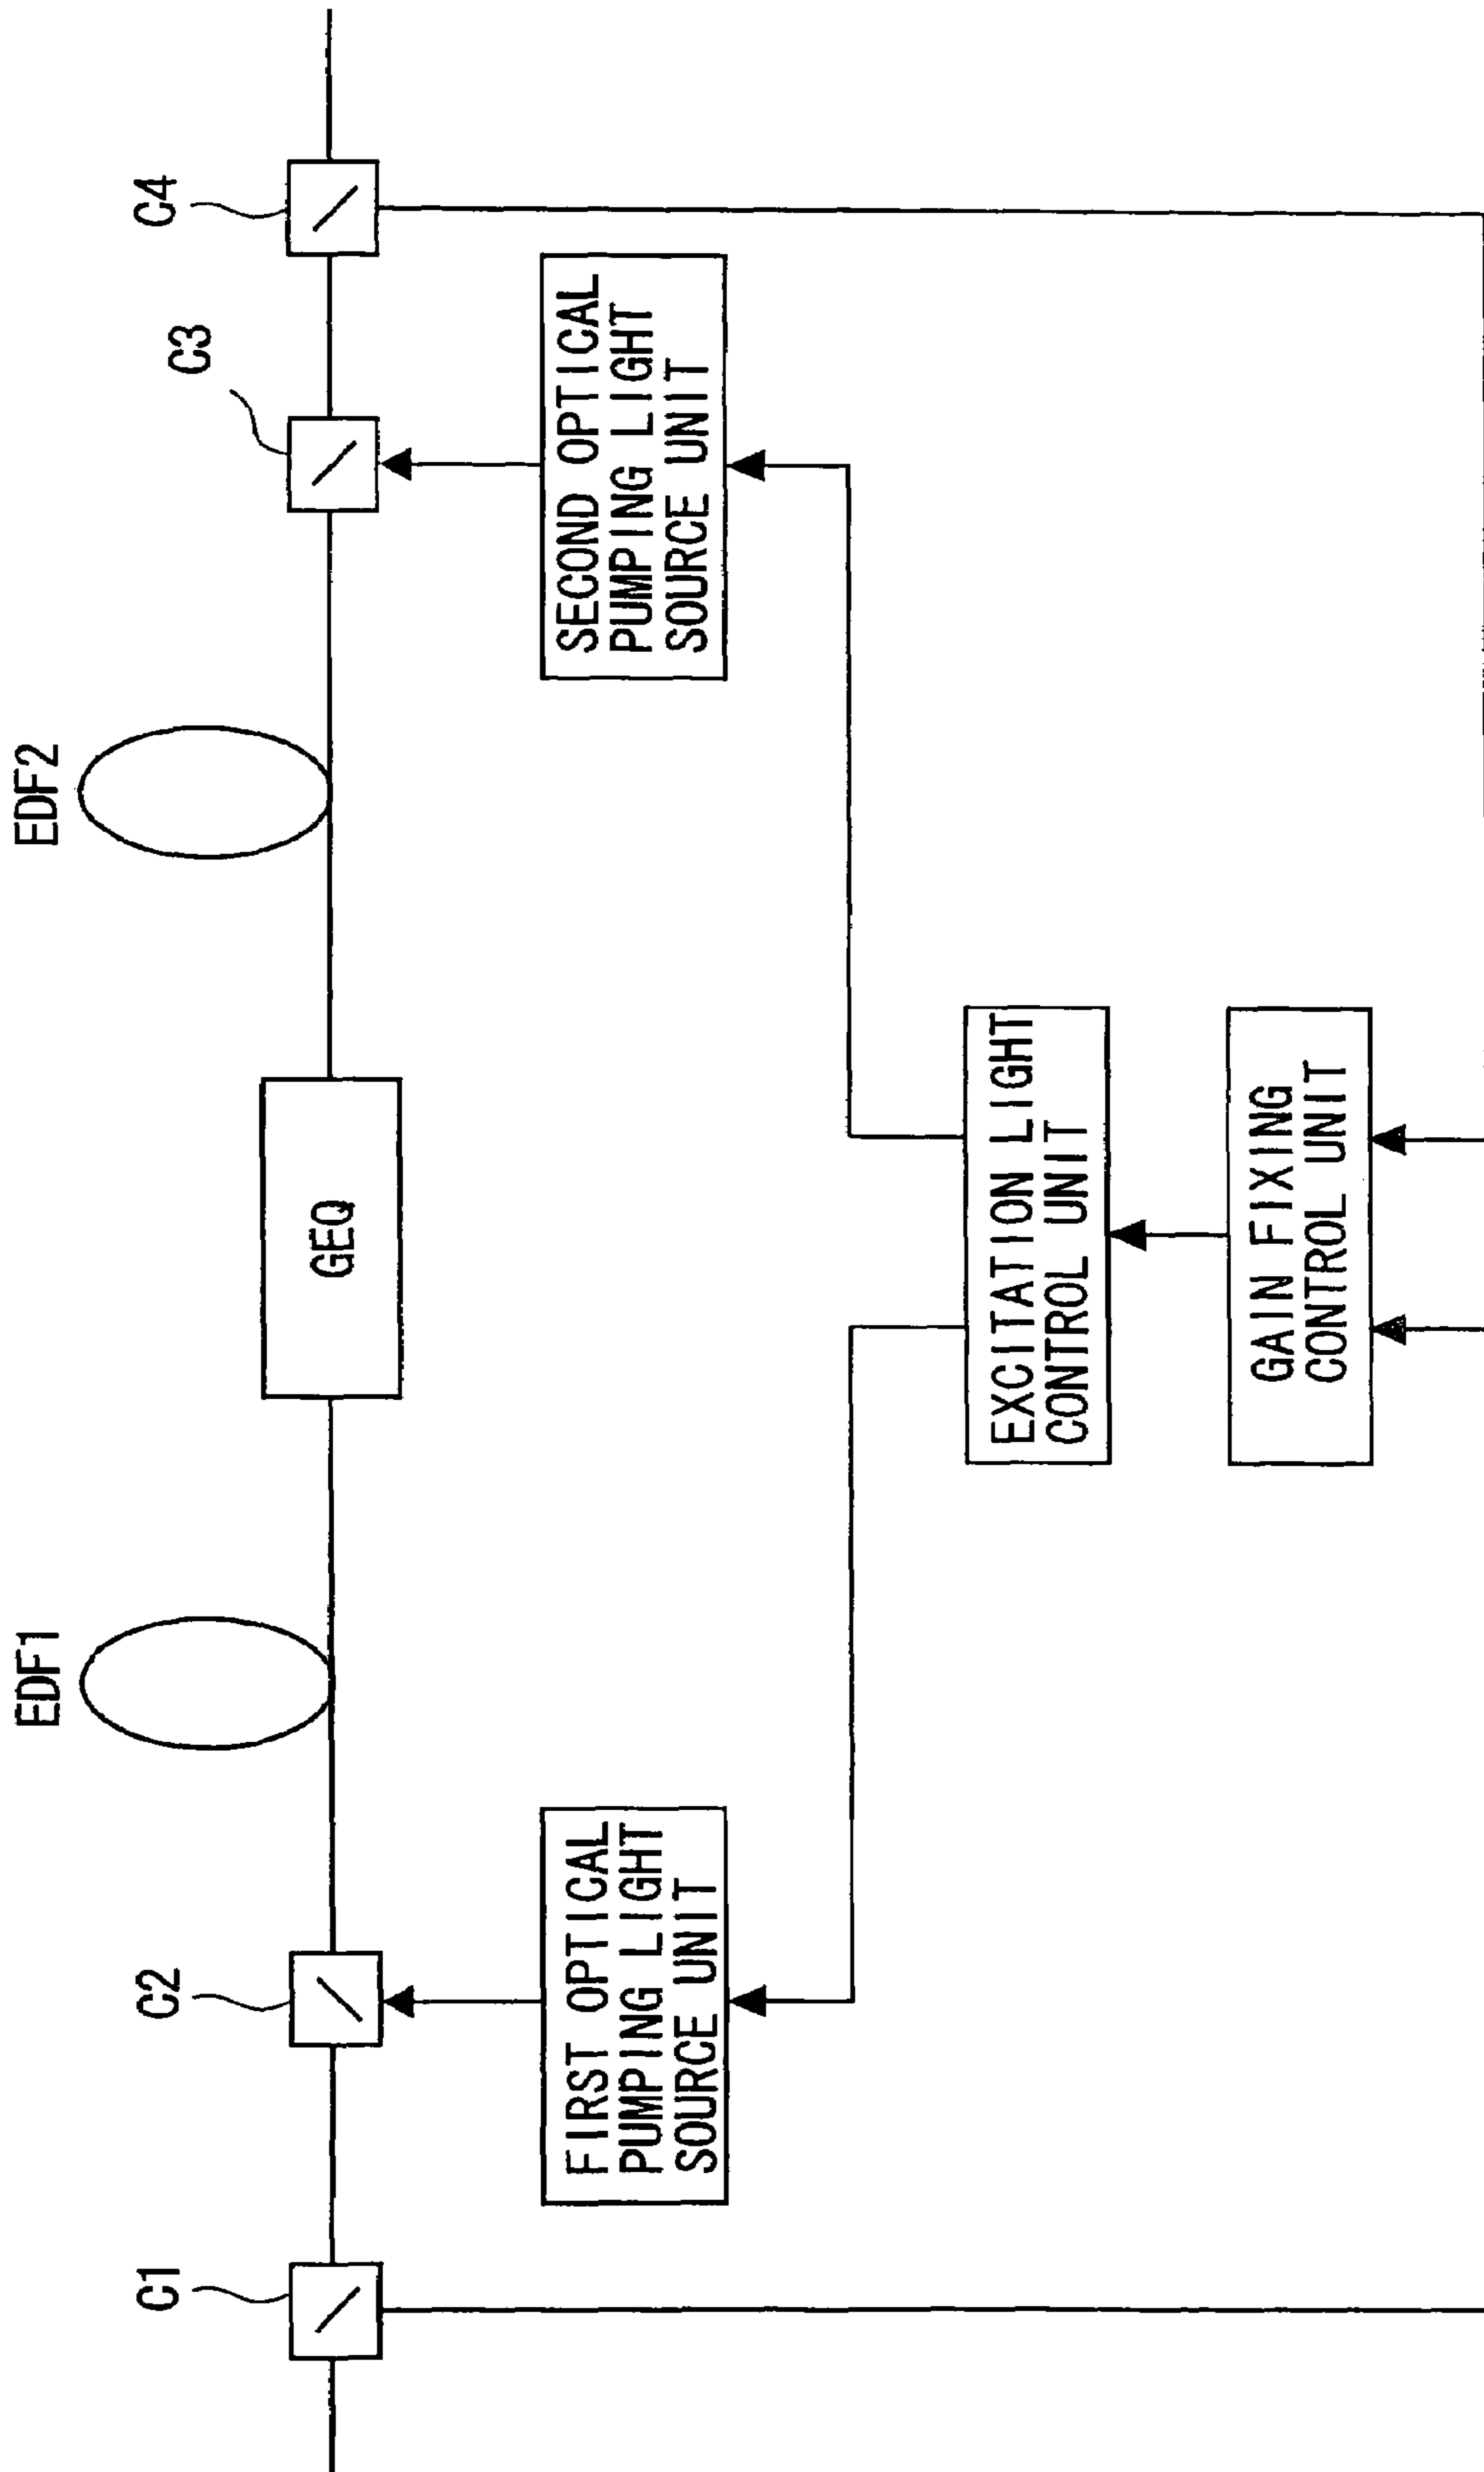 EDF1
EDF2
C1
C2
C3
C4
GEQ
FIRST OPTICAL
PUMPING LIGHT
SOURCE UNIT
SECOND OPTICAL
PUMPING LIGHT
SOURCE UNIT
EXCITATION LIGHT
CONTROL UNIT
GAIN FIXING
CONTROL UNIT